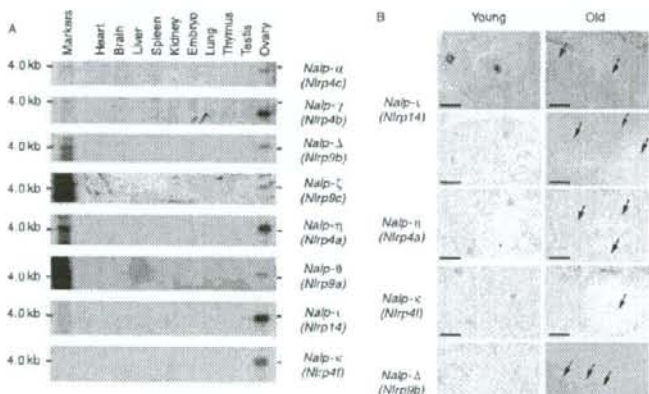 A
Markers
Heart
Brain
Liver
Spleen
Kidney
Embryo
Lung
Thymus
Testis
Ovary
4.0 kb
Nalp-α
(Nlrp4c)
4.0 kb
Nalp-γ
(Nlrp4b)
4.0 kb
Nalp-Δ
(Nlrp9b)
4.0 kb
Nalp-ζ
(Nlrp9c)
4.0 kb
Nalp-η
(Nlrp4a)
4.0 kb
Nalp-θ
(Nlrp9a)
4.0 kb
Nalp-ι
(Nlrp14)
4.0 kb
Nalp-κ
(Nlrp4f)
B
Young
Old
Nalp-ι
(Nlrp14)
Nalp-η
(Nlrp4a)
Nalp-κ
(Nlrp4f)
Nalp-Δ
(Nlrp9b)